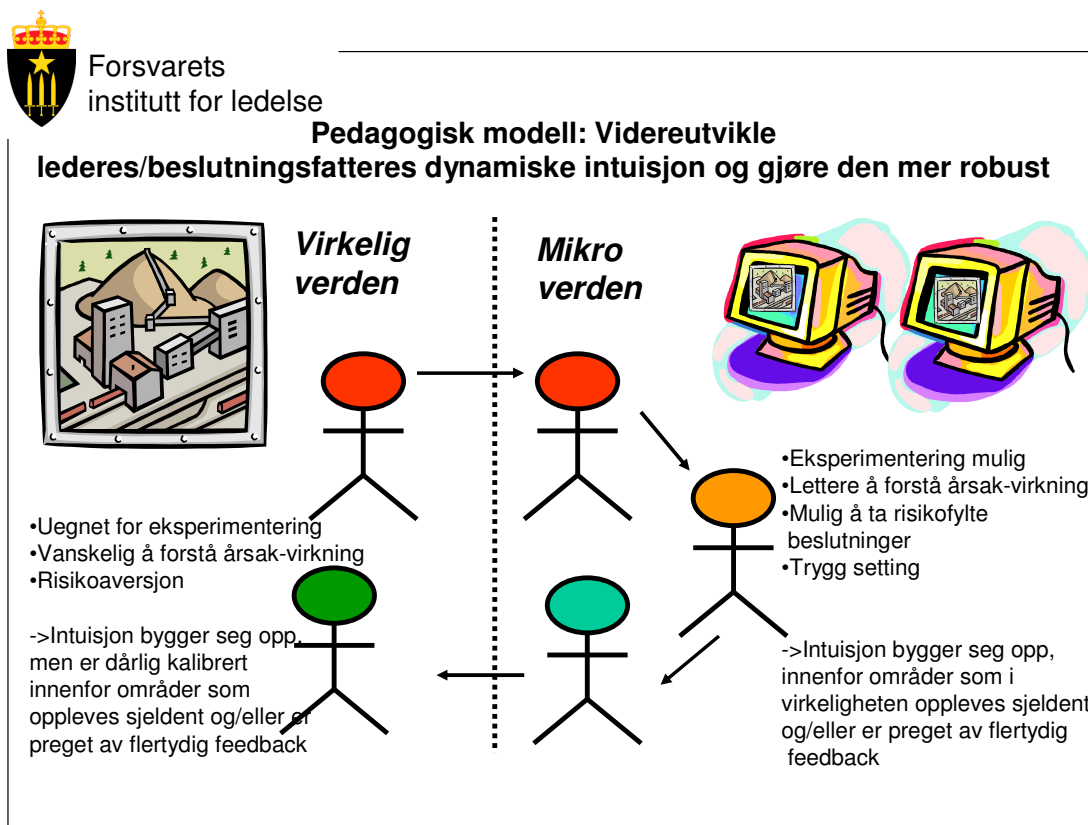 Forsvarets
institutt for ledelse
Pedagogisk modell: Videreutvikle
lederes/beslutningsfatteres dynamiske intuisjon og gjøre den mer robust
Virkelig
verden
Mikro
verden
•Uegnet for eksperimentering
•Vanskelig å forstå årsak-virkning
•Risikoaversjon
->Intuisjon bygger seg opp,
men er dårlig kalibrert
innenfor områder som
oppleves sjeldent og/eller er
preget av flertydig feedback
•Eksperimentering mulig
•Lettere å forstå årsak-virkning
•Mulig å ta risikofylte
beslutninger
•Trygg setting
->Intuisjon bygger seg opp,
innenfor områder som i
virkeligheten oppleves sjeldent
og/eller er preget av flertydig
feedback